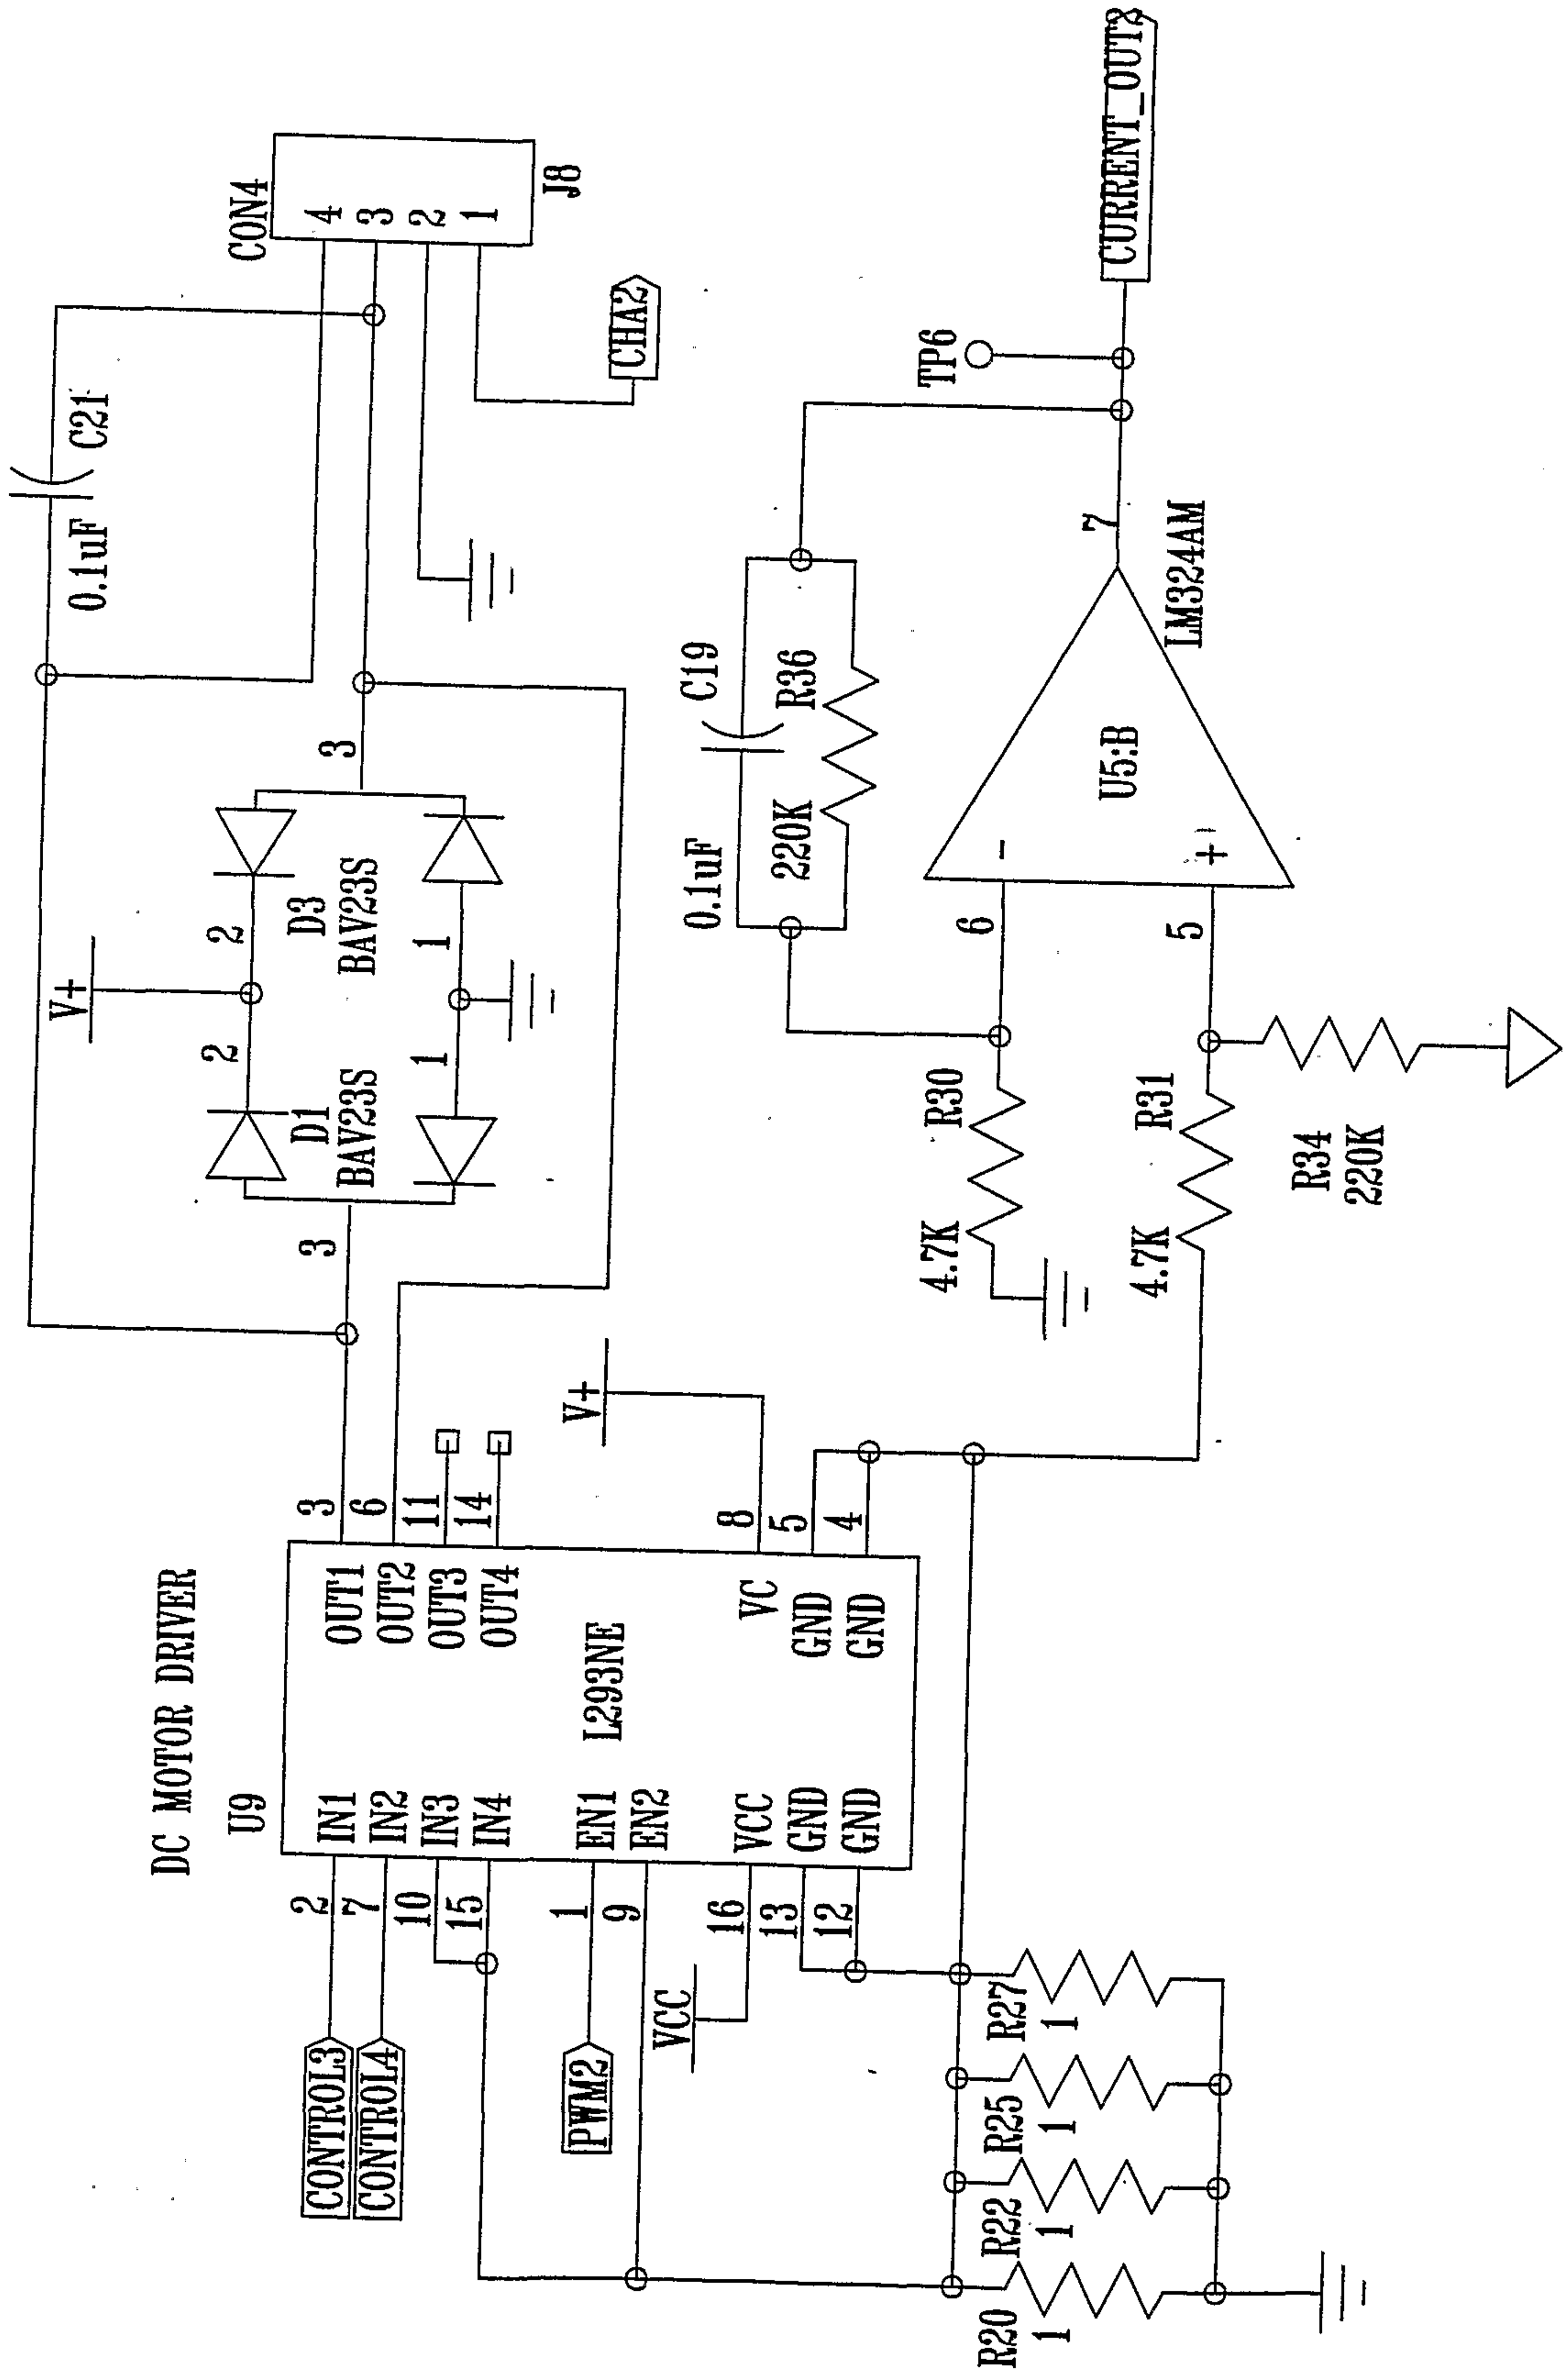 DC MOTOR DRIVER
U9
CONTROL3
CONTROL4
PWM2
VCC
2
7
10
15
1
9
16
13
12
IN1
IN2
IN3
IN4
EN1
EN2
VCC
GND
GND
L293NE
OUT1
OUT2
OUT3
OUT4
VC
GND
GND
3
6
11
14
8
5
4
V+
R20
1
R22
1
R25
1
R27
1
3
D1
BAV23S
2
1
V+
2
1
D3
BAV23S
3
0.1uF
C21
CON4
4
3
2
1
J8
CHA2
0.1uF
C19
220K
R36
4.7K
R30
4.7K
R31
R34
220K
6
5
-
+
U5:B
LM324AM
7
TP6
CURRENT_OUT2